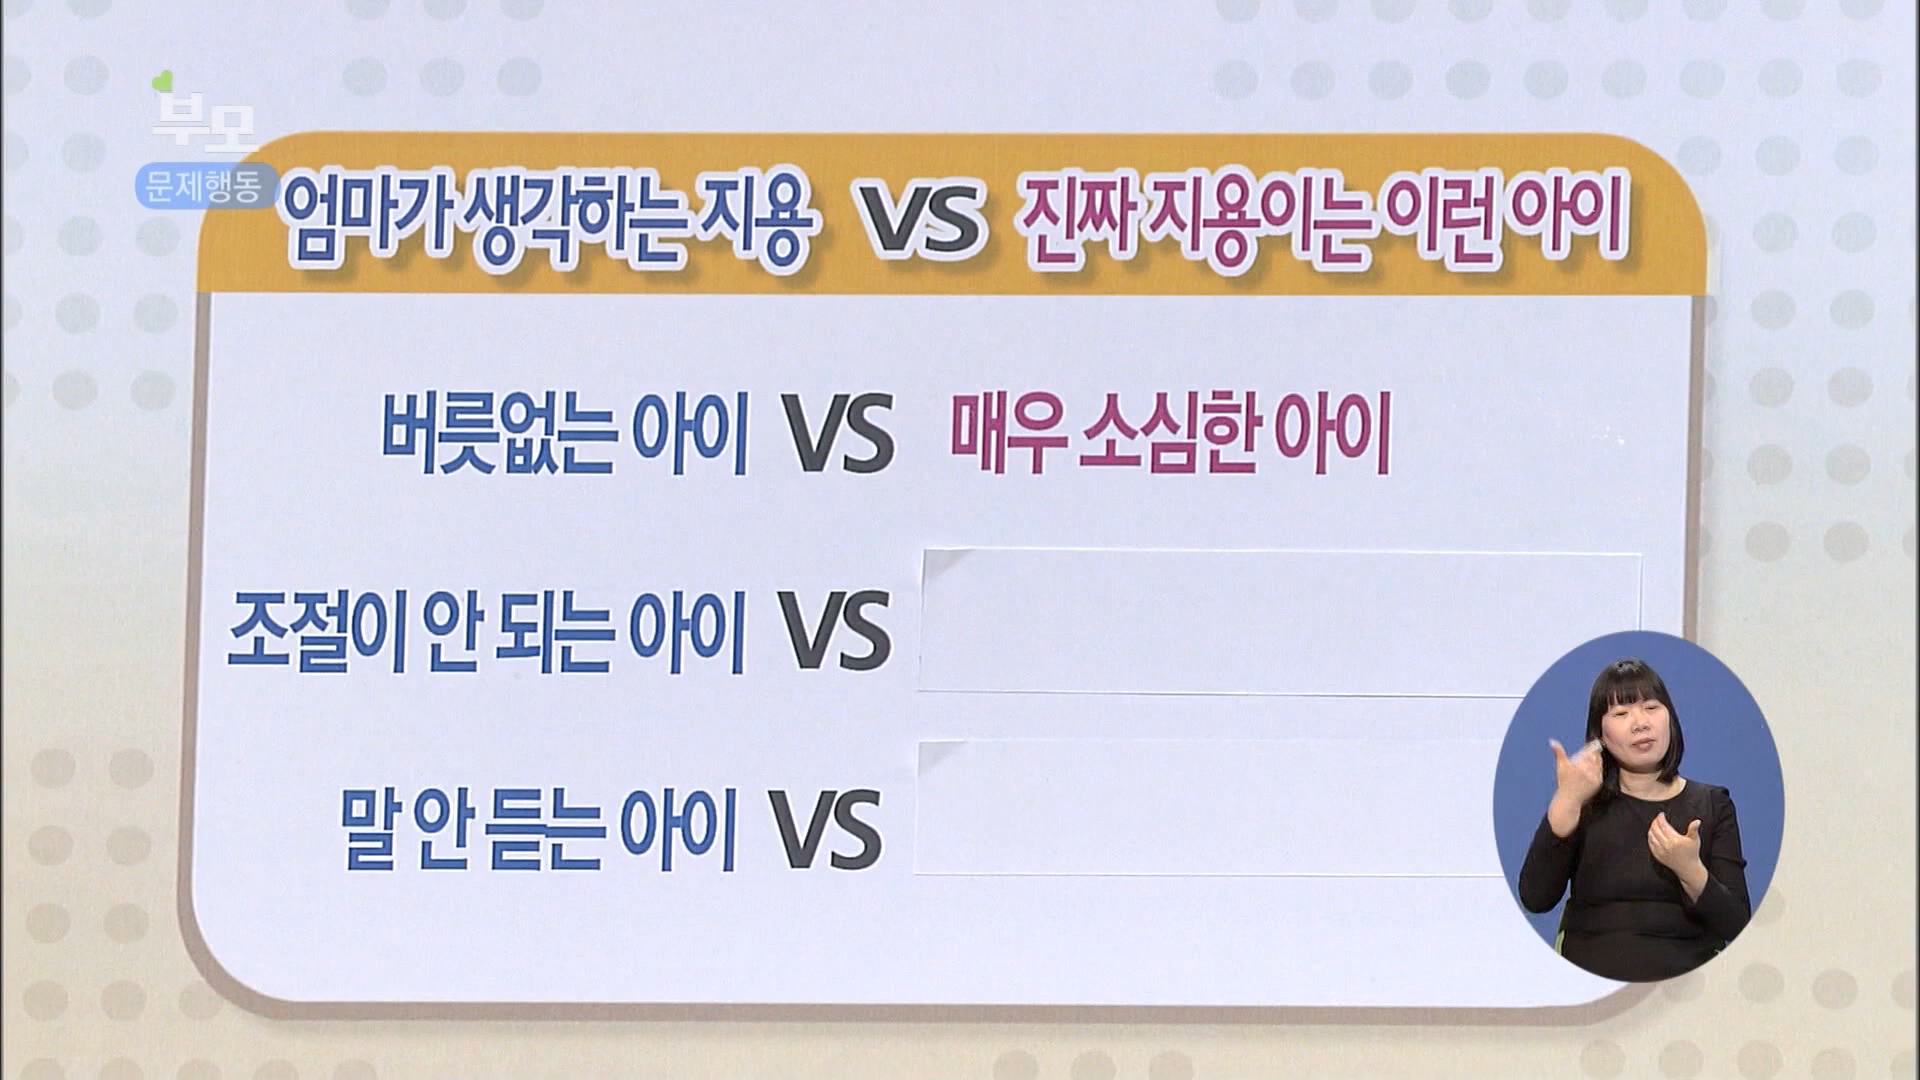 부모
문제행동
엄마가 생각하는 지용 VS 진짜 지용이는 이런 아이
버릇없는 아이 VS 매우 소심한 아이
조절이 안 되는 아이 VS
말 안 듣는 아이 VS